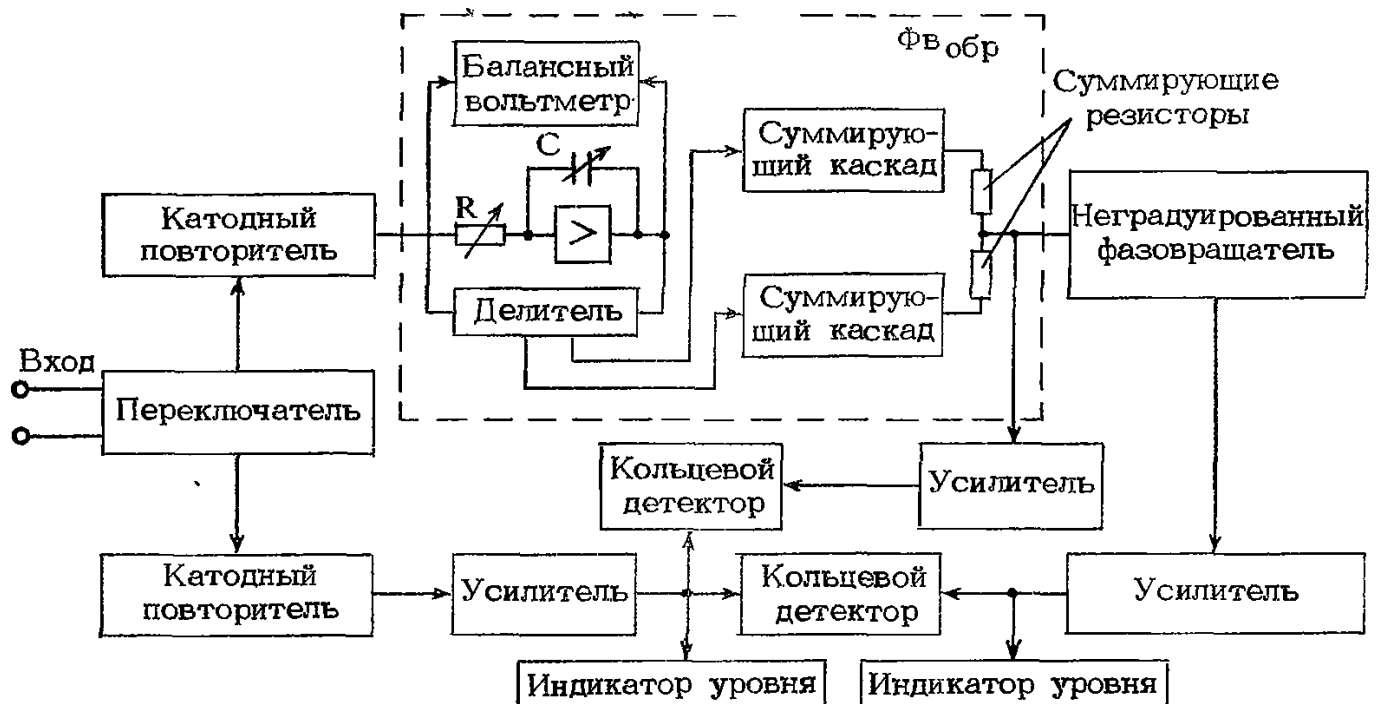 Фв обр
Балансный
вольтметр
Суммирующие
резисторы
C
Суммирую-
щий каскад
R
>
Катодный
повторитель
Неградуированный
фазовращатель
Делитель
Суммирую-
щий каскад
Вход
Переключатель
Кольцевой
детектор
Усилитель
Катодный
повторитель
Усилитель
Кольцевой
детектор
Усилитель
Индикатор уровня
Индикатор уровня